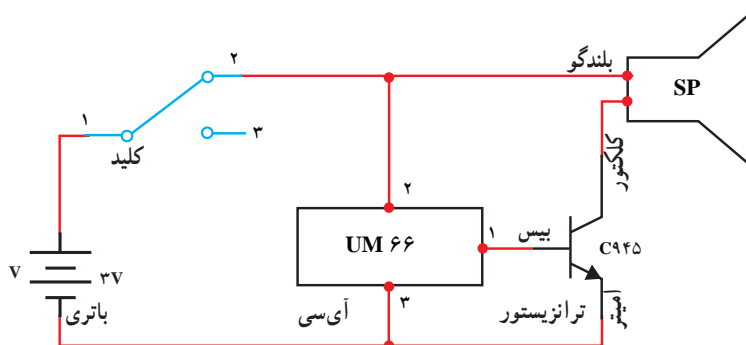 بلندگو
SP
۲
۱
۳
کلید
کلکتور
۲
UM ۶۶
۱
بیس
C۹۴۵
V
۳V
باتری
آی‌سی
۳
ترانزیستور
امیتر